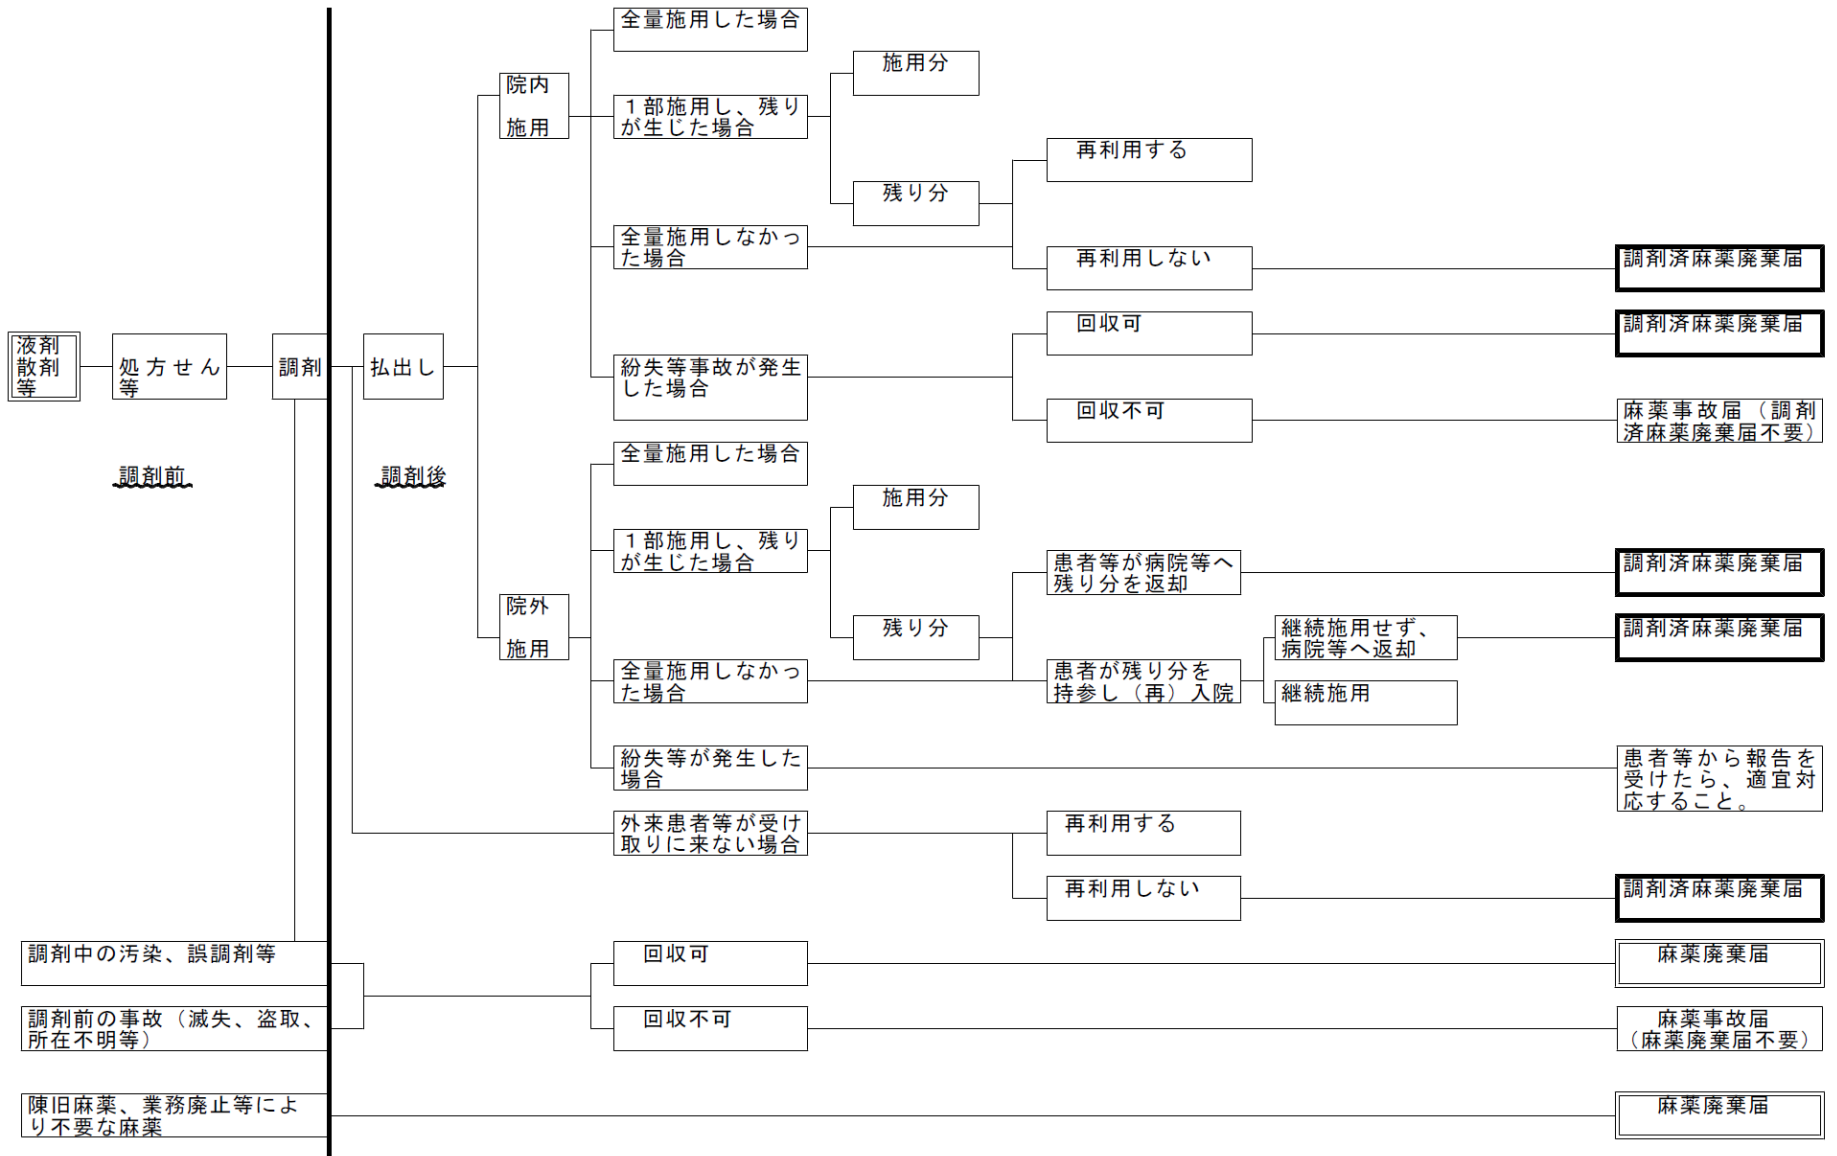 全量施用した場合
施用分
院内
施用
１部施用し、残り
が生じた場合
再利用する
残り分
全量施用しなかっ
た場合
再利用しない
調剤済麻薬廃棄届
回収可
調剤済麻薬廃棄届
液剤
散剤
等
処方せん
等
調剤
払出し
紛失等事故が発生
した場合
回収不可
麻薬事故届（調剤
済麻薬廃棄届不要）
調剤前
調剤後
全量施用した場合
施用分
１部施用し、残り
が生じた場合
患者等が病院等へ
残り分を返却
調剤済麻薬廃棄届
院外
施用
残り分
継続施用せず、
病院等へ返却
調剤済麻薬廃棄届
全量施用しなかっ
た場合
患者が残り分を
持参し（再）入院
継続施用
紛失等が発生した
場合
患者等から報告を
受けたら、適宜対
応すること。
外来患者等が受け
取りに来ない場合
再利用する
再利用しない
調剤済麻薬廃棄届
調剤中の汚染、誤調剤等
回収可
麻薬廃棄届
調剤前の事故（滅失、盗取、
所在不明等）
回収不可
麻薬事故届
（麻薬廃棄届不要）
陳旧麻薬、業務廃止等によ
り不要な麻薬
麻薬廃棄届